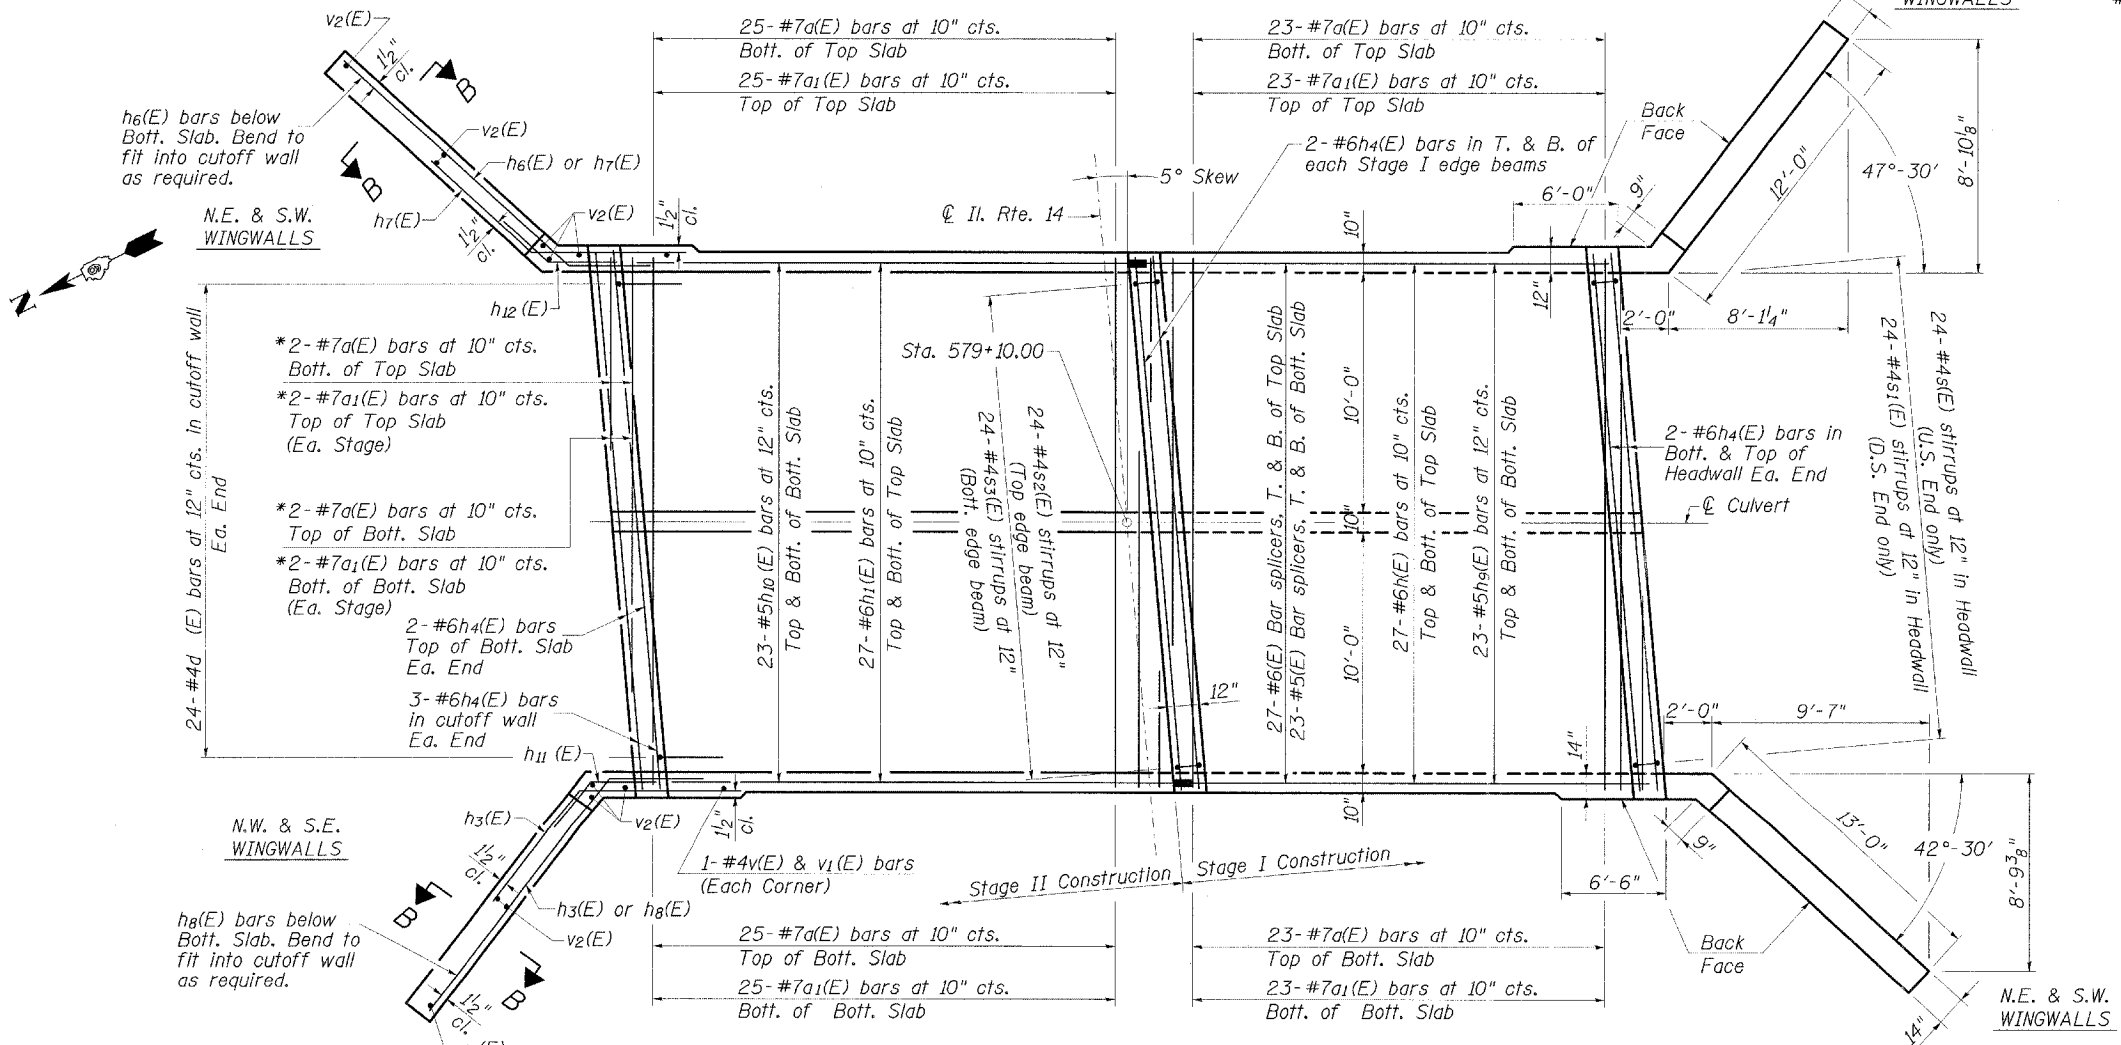 v2(E)
1½" cl.
B
B
h6(E) bars below
Bott. Slab. Bend to
fit into cutoff wall
as required.
v2(E)
h6(E) or h7(E)
h7(E)
1½" cl.
v2(E)
1½" cl.
N.E. & S.W.
WINGWALLS
N
h12(E)
25-#7a(E) bars at 10" cts.
Bott. of Top Slab
25-#7a1(E) bars at 10" cts.
Top of Top Slab
23-#7a(E) bars at 10" cts.
Bott. of Top Slab
23-#7a1(E) bars at 10" cts.
Top of Top Slab
2-#6h4(E) bars in T. & B. of
each Stage I edge beams
5° Skew
℄ Il. Rte. 14
WINGWALLS
Back
Face
6'-0"
9"
12'-0"
47°-30'
8'-10⅛"
10"
12"
2'-0"
8'-1¼"
24-#4d (E) bars at 12" cts. in cutoff wall
Ea. End
*2-#7a(E) bars at 10" cts.
Bott. of Top Slab
*2-#7a1(E) bars at 10" cts.
Top of Top Slab
(Ea. Stage)
*2-#7a(E) bars at 10" cts.
Top of Bott. Slab
*2-#7a1(E) bars at 10" cts.
Bott. of Bott. Slab
(Ea. Stage)
2-#6h4(E) bars
Top of Bott. Slab
Ea. End
3-#6h4(E) bars
in cutoff wall
Ea. End
h11 (E)
Sta. 579+10.00
23-#5h10(E) bars at 12" cts.
Top & Bott. of Bott. Slab
27-#6h1(E) bars at 10" cts.
Top & Bott. of Top Slab
24-#4s2(E) stirrups at 12"
(Top edge beam)
24-#4s3(E) stirrups at 12"
(Bott. edge beam)
27-#6(E) Bar splicers, T. & B. of Top Slab
23-#5(E) Bar splicers, T. & B. of Bott. Slab
10'-0"
10"
10'-0"
27-#6h(E) bars at 10" cts.
Top & Bott. of Top Slab
23-#5h9(E) bars at 12" cts.
Top & Bott. of Bott. Slab
2-#6h4(E) bars in
Bott. & Top of
Headwall Ea. End
℄ Culvert
24-#4s(E) stirrups at 12" in Headwall
(U.S. End only)
24-#4s1(E) stirrups at 12" in Headwall
(D.S. End only)
12"
10"
14"
2'-0"
9'-7"
13'-0"
42°-30'
8'-9⅜"
9"
6'-6"
Back
Face
14"
N.E. & S.W.
WINGWALLS
N.W. & S.E.
WINGWALLS
h3(E)
1½" cl.
v2(E)
1½" cl.
1-#4v(E) & v1(E) bars
(Each Corner)
Stage II Construction
Stage I Construction
B
B
h3(E) or h8(E)
v2(E)
h8(E) bars below
Bott. Slab. Bend to
fit into cutoff wall
as required.
1½" cl.
25-#7a(E) bars at 10" cts.
Top of Bott. Slab
25-#7a1(E) bars at 10" cts.
Bott. of Bott. Slab
23-#7a(E) bars at 10" cts.
Top of Bott. Slab
23-#7a1(E) bars at 10" cts.
Bott. of Bott. Slab